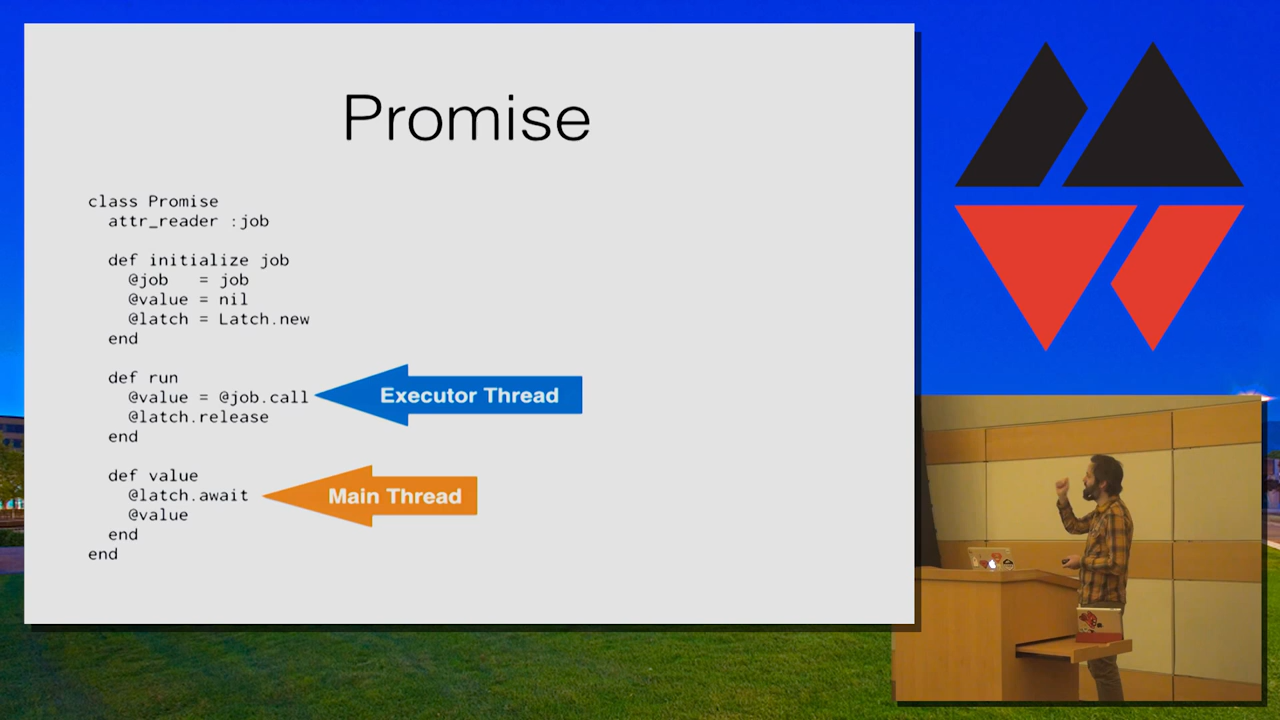 Promise
class Promise
  attr_reader :job
  def initialize job
    @job   = job
    @value = nil
    @latch = Latch.new
  end
  def run
    @value = @job.call
    @latch.release
  end
  def value
    @latch.await
    @value
  end
end
Executor Thread
Main Thread